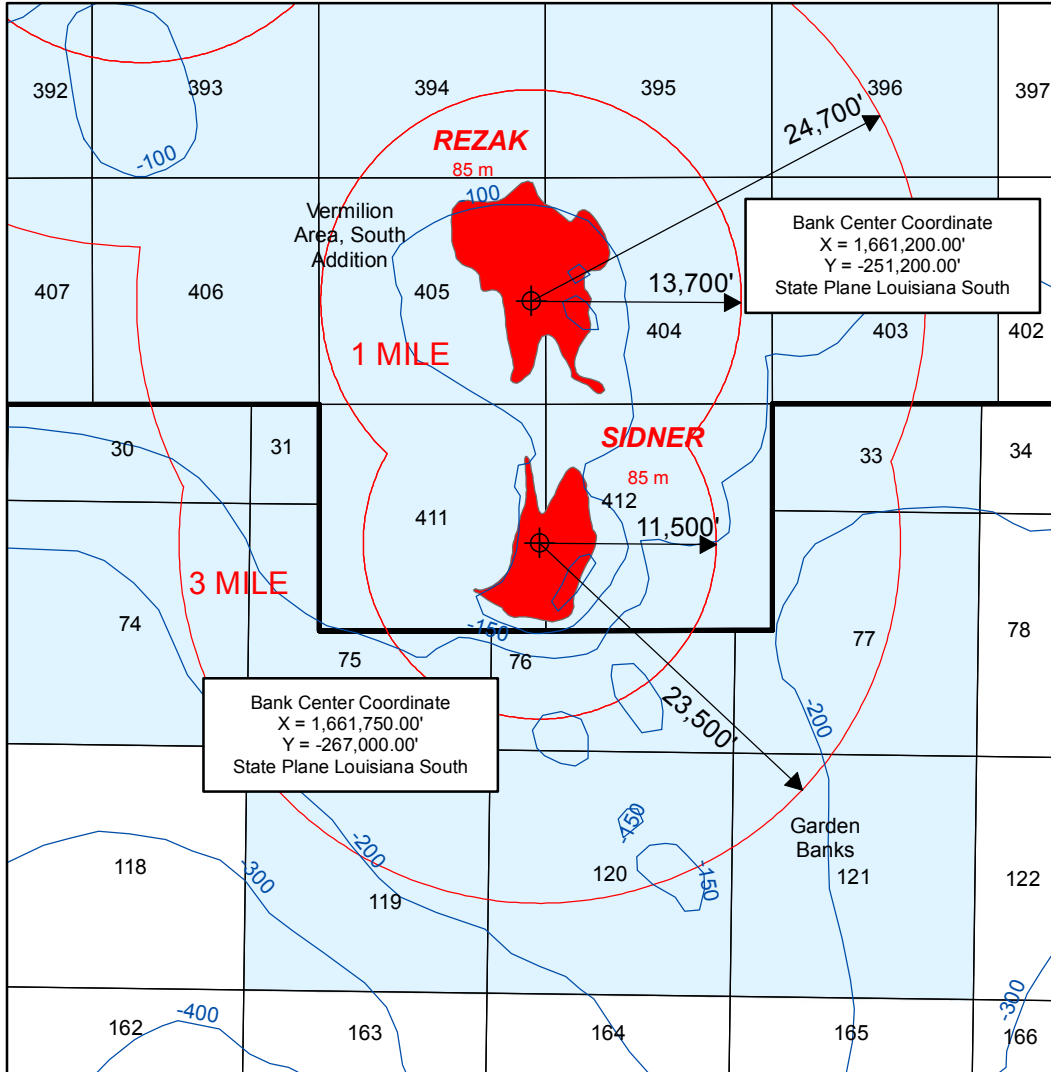 392
393
394
395
396
397
24,700'
REZAK
85 m
-100
100
Vermilion
Area, South
Addition
Bank Center Coordinate
X = 1,661,200.00'
Y = -251,200.00'
State Plane Louisiana South
407
406
405
13,700'
404
403
402
1 MILE
30
31
SIDNER
85 m
33
34
411
412
11,500'
3 MILE
74
75
-150
76
77
78
Bank Center Coordinate
X = 1,661,750.00'
Y = -267,000.00'
State Plane Louisiana South
23,500'
-200
Garden
Banks
118
-300
-200
119
120
-150
-150
121
122
162
-400
163
164
165
-300
166